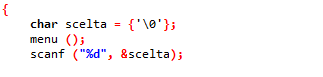 {
char scelta = {'\0'};
menu ();
scanf ("%d", &scelta);